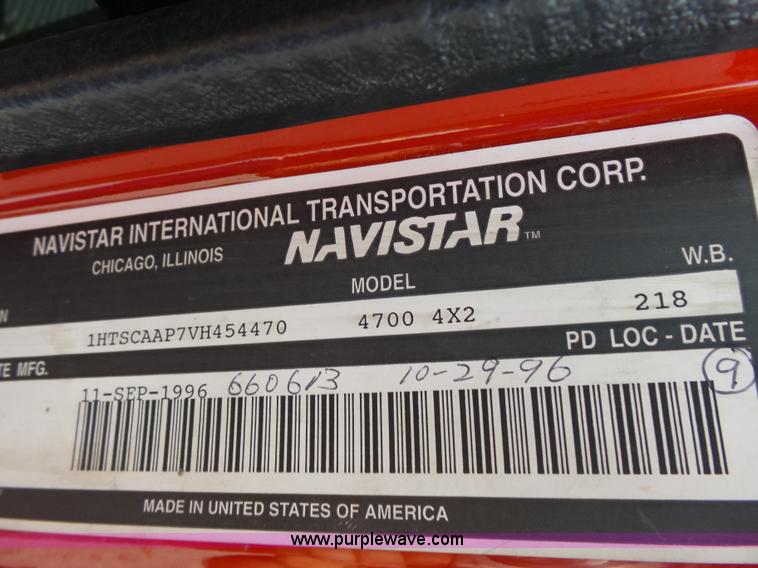 NAVISTAR INTERNATIONAL TRANSPORTATION CORP.
CHICAGO, ILLINOIS NAVISTAR™
MODEL W.B.
1HTSCAAP7VH454470 4700 4X2 218
MFG. PD LOC - DATE
11-SEP-1996 660613 10-29-96 9
MADE IN UNITED STATES OF AMERICA
www.purplewave.com